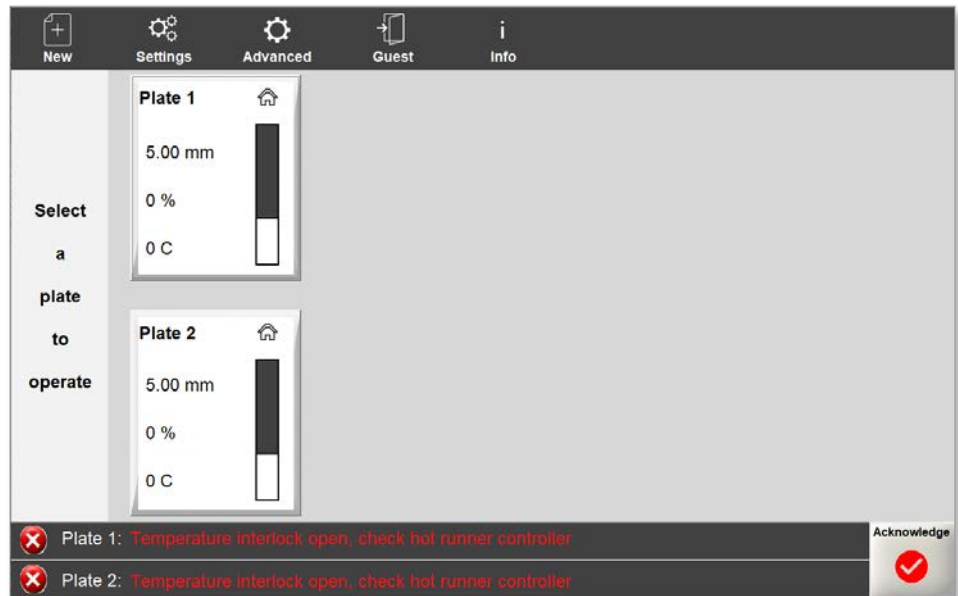 New Settings Advanced Guest Info
Plate 1
5.00 mm
0 %
0 C
Select
a
plate
to
operate
Plate 2
5.00 mm
0 %
0 C
Plate 1: Temperature interlock open, check hot runner controller
Plate 2: Temperature interlock open, check hot runner controller
Acknowledge